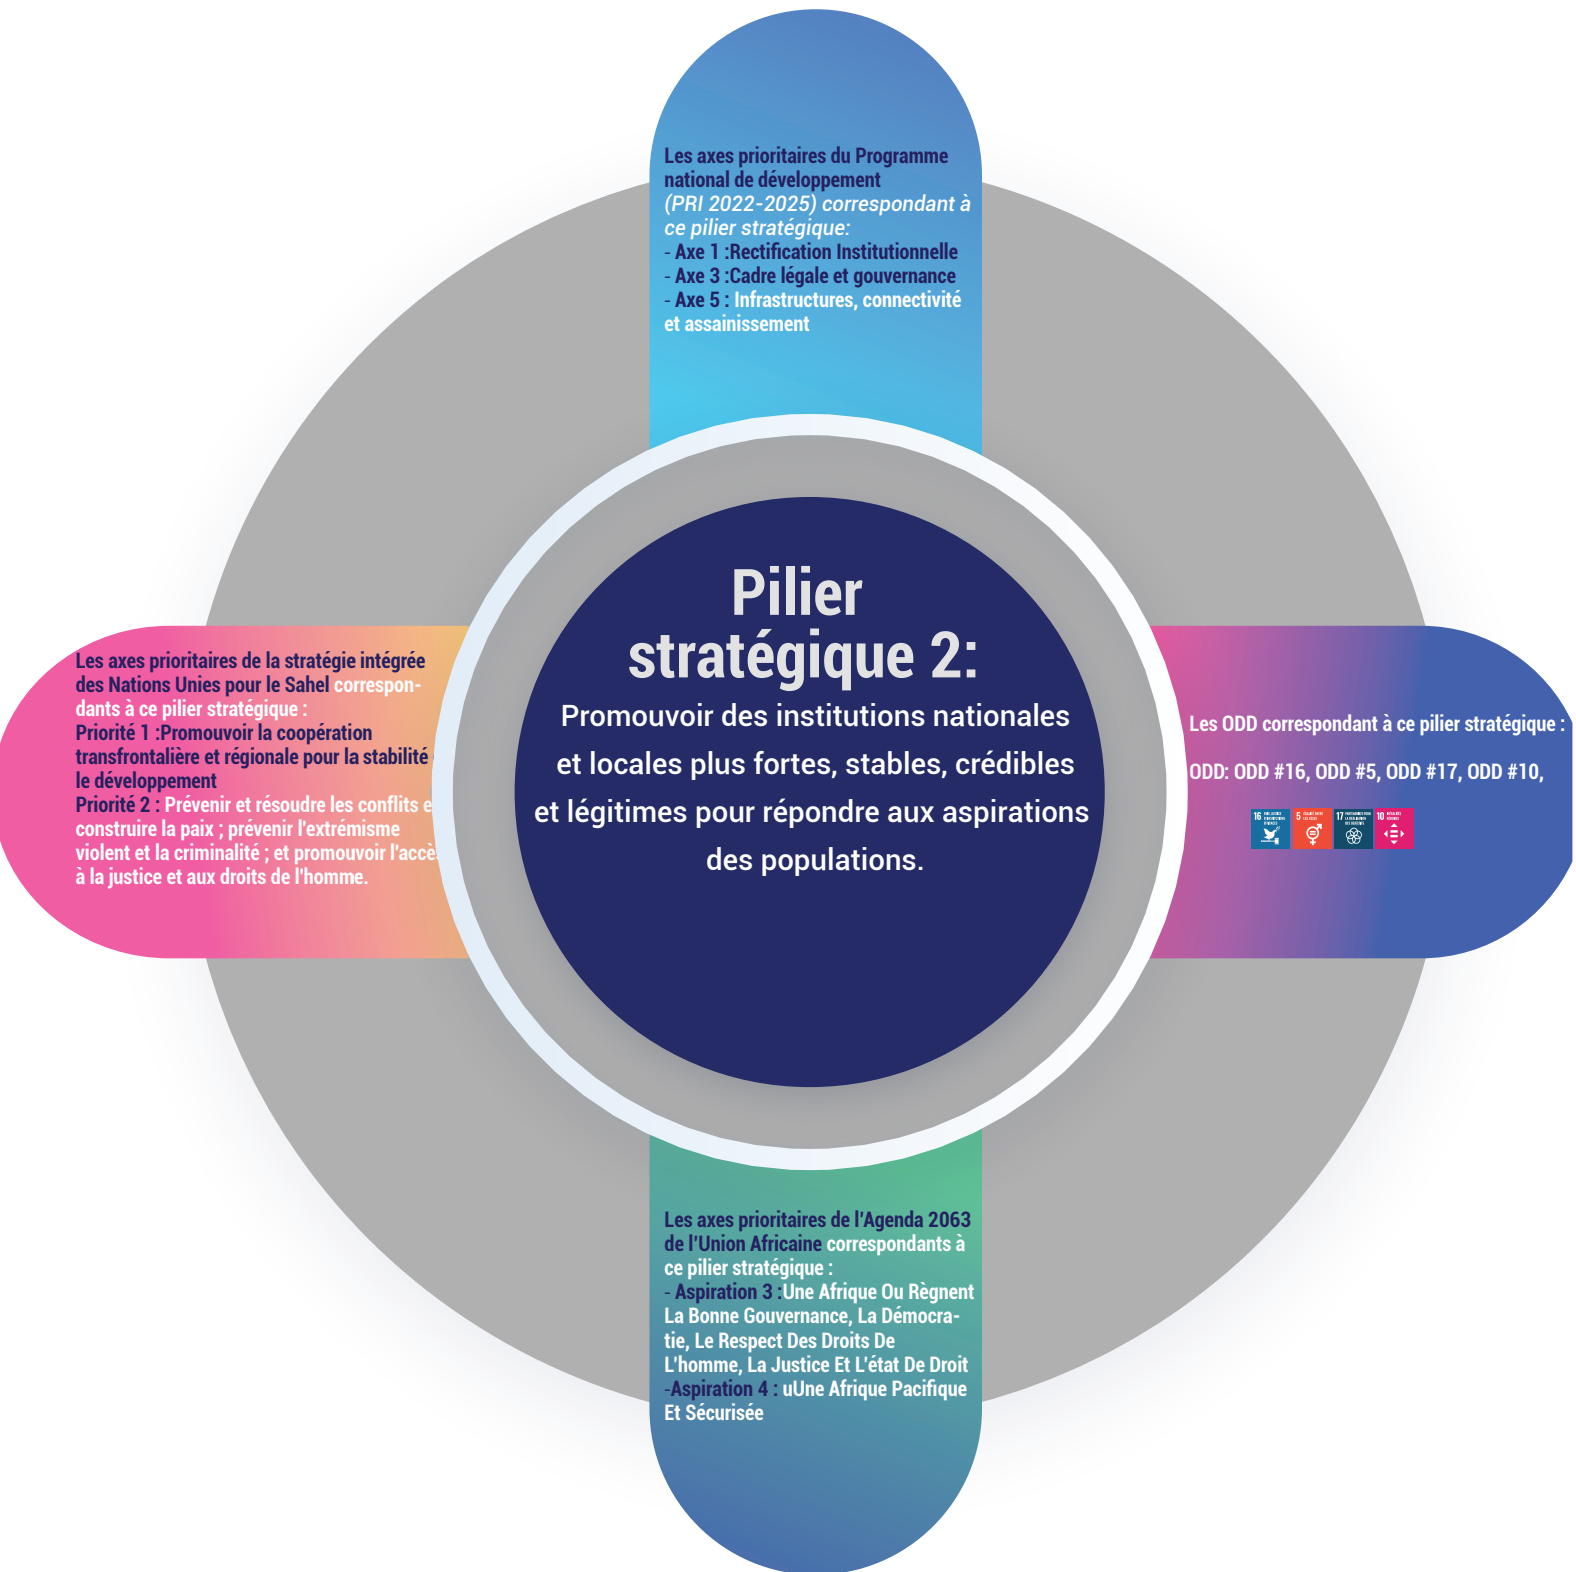 Les axes prioritaires du Programme
national de développement
(PRI 2022-2025) correspondant à
ce pilier stratégique:
- Axe 1 :Rectification Institutionnelle
- Axe 3 :Cadre légale et gouvernance
- Axe 5 : Infrastructures, connectivité
et assainissement
Pilier
stratégique 2:
Promouvoir des institutions nationales
et locales plus fortes, stables, crédibles
et légitimes pour répondre aux aspirations
des populations.
Les axes prioritaires de la stratégie intégrée
des Nations Unies pour le Sahel correspon-
dants à ce pilier stratégique :
Priorité 1 :Promouvoir la coopération
transfrontalière et régionale pour la stabilité
le développement
Priorité 2 : Prévenir et résoudre les conflits e
construire la paix ; prévenir l'extrémisme
violent et la criminalité ; et promouvoir l'accè
à la justice et aux droits de l'homme.
Les ODD correspondant à ce pilier stratégique :
ODD: ODD #16, ODD #5, ODD #17, ODD #10,
16
5
17
10
Les axes prioritaires de l'Agenda 2063
de l'Union Africaine correspondants à
ce pilier stratégique :
- Aspiration 3 :Une Afrique Ou Règnent
La Bonne Gouvernance, La Démocra-
tie, Le Respect Des Droits De
L'homme, La Justice Et L'état De Droit
-Aspiration 4 : uUne Afrique Pacifique
Et Sécurisée